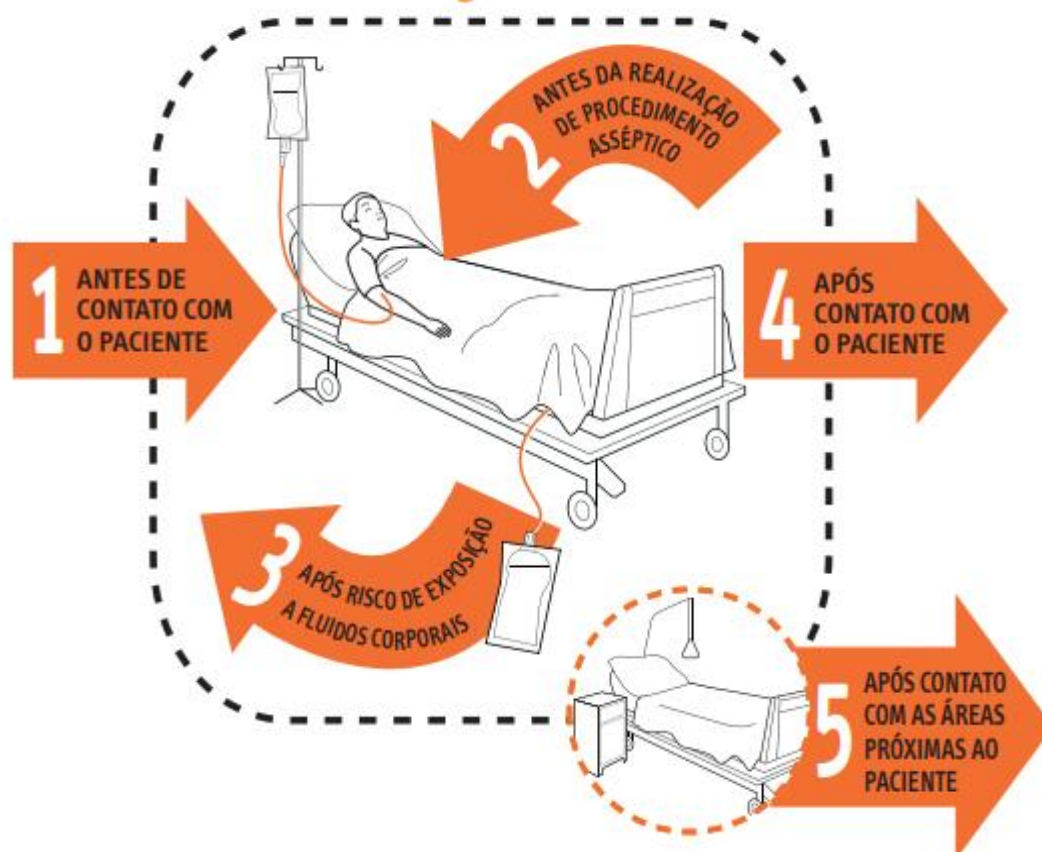 1
ANTES DE
CONTATO COM
O PACIENTE
2
ANTES DA REALIZAÇÃO
DE PROCEDIMENTO
ASSÉPTICO
3
APÓS RISCO DE EXPOSIÇÃO
A FLUIDOS CORPORAIS
4
APÓS
CONTATO COM
O PACIENTE
5
APÓS CONTATO
COM AS ÁREAS
PRÓXIMAS AO
PACIENTE